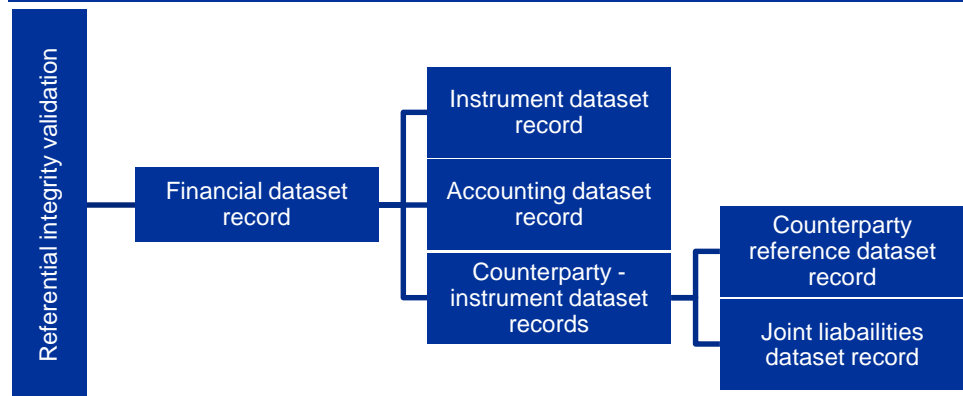 Referential integrity validation
Financial dataset
record
Instrument dataset
record
Accounting dataset
record
Counterparty -
instrument dataset
records
Counterparty
reference dataset
record
Joint liabailities
dataset record